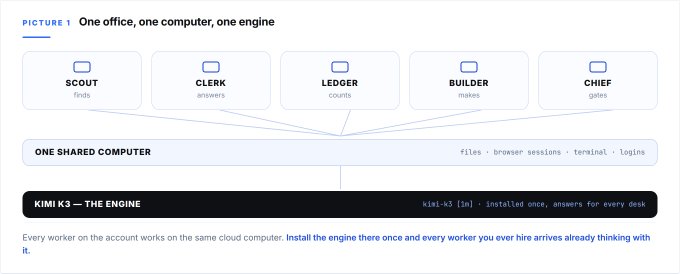 PICTURE 1 One office, one computer, one engine
SCOUT
finds
CLERK
answers
LEDGER
counts
BUILDER
makes
CHIEF
gates
ONE SHARED COMPUTER
files · browser sessions · terminal · logins
KIMI K3 — THE ENGINE
kimi-k3 [1m] · installed once, answers for every desk
Every worker on the account works on the same cloud computer. Install the engine there once and every worker you ever hire arrives already thinking with
it.